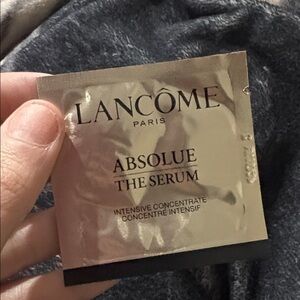 LANCÔME
PARIS
ABSOLUE
THE SERUM
INTENSIVE CONCENTRATE
CONCENTRÉ INTENSIF